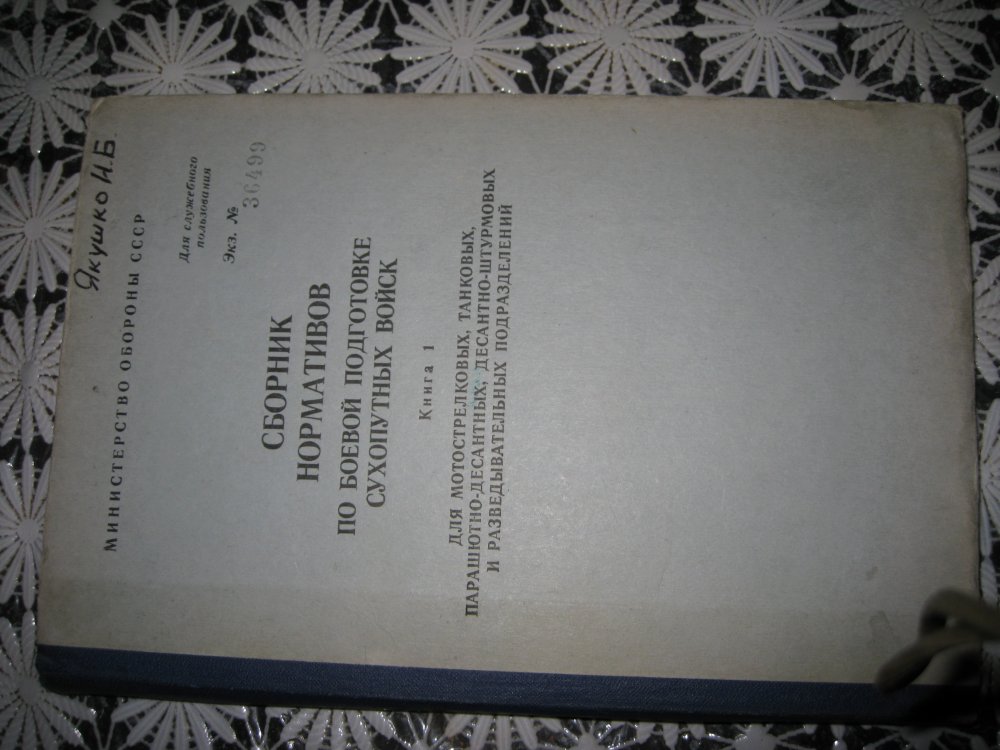 Якушко Н.Б
МИНИСТЕРСТВО ОБОРОНЫ СССР
Для служебного
пользования
Экз. № 36499
СБОРНИК
НОРМАТИВОВ
ПО БОЕВОЙ ПОДГОТОВКЕ
СУХОПУТНЫХ ВОЙСК
Книга 1
ДЛЯ МОТОСТРЕЛКОВЫХ, ТАНКОВЫХ,
ПАРАШЮТНО-ДЕСАНТНЫХ, ДЕСАНТНО-ШТУРМОВЫХ
И РАЗВЕДЫВАТЕЛЬНЫХ ПОДРАЗДЕЛЕНИЙ